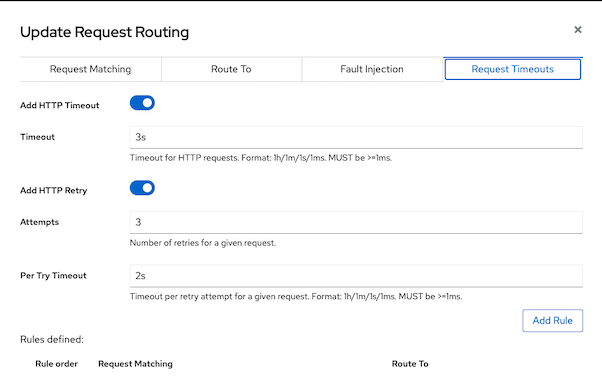 Update Request Routing
Request Matching Route To Fault Injection Request Timeouts
Add HTTP Timeout
Timeout 3s
Timeout for HTTP requests. Format: 1h/1m/1s/1ms. MUST be >=1ms.
Add HTTP Retry
Attempts 3
Number of retries for a given request.
Per Try Timeout 2s
Timeout per retry attempt for a given request. Format: 1h/1m/1s/1ms. MUST be >=1ms.
Add Rule
Rules defined:
Rule order Request Matching Route To